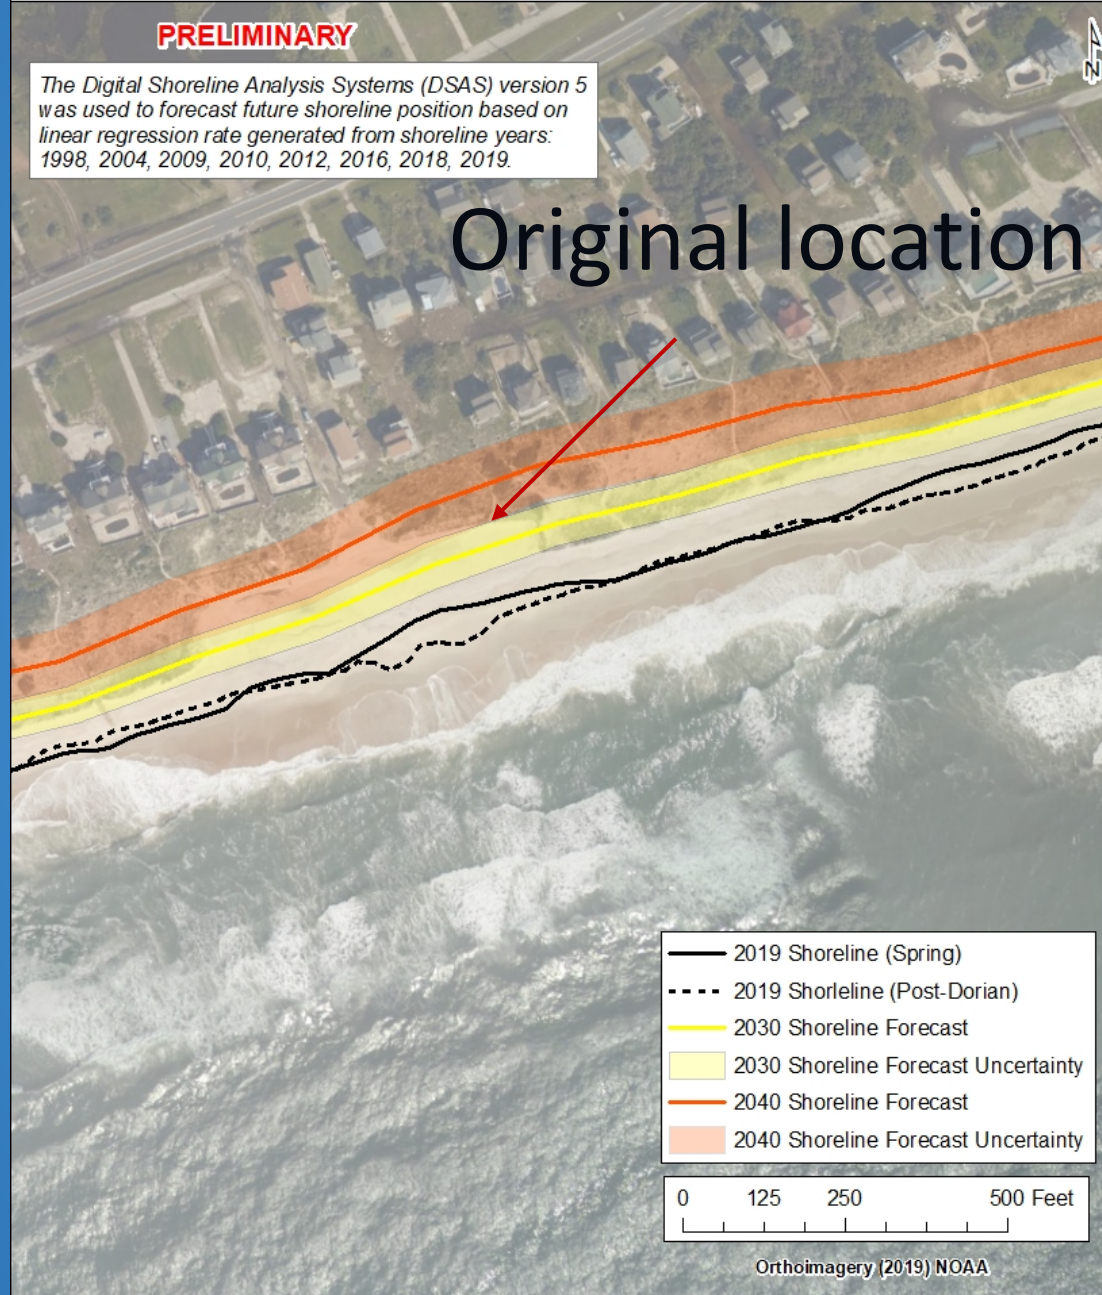 PRELIMINARY
The Digital Shoreline Analysis Systems (DSAS) version 5
was used to forecast future shoreline position based on
linear regression rate generated from shoreline years:
1998, 2004, 2009, 2010, 2012, 2016, 2018, 2019.
N
Original location
2019 Shoreline (Spring)
2019 Shorleline (Post-Dorian)
2030 Shoreline Forecast
2030 Shoreline Forecast Uncertainty
2040 Shoreline Forecast
2040 Shoreline Forecast Uncertainty
0 125 250 500 Feet
Orthoimagery (2019) NOAA